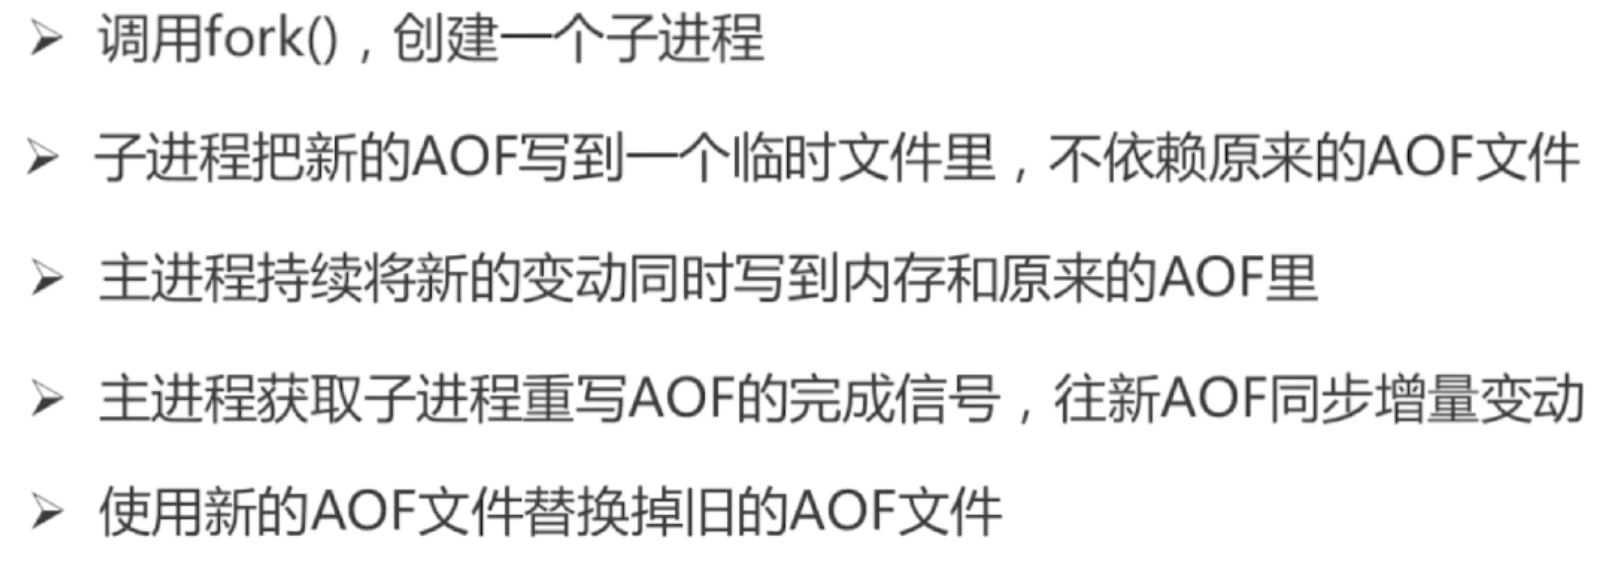 调用fork()，创建一个子进程
子进程把新的AOF写到一个临时文件里，不依赖原来的AOF文件
主进程持续将新的变动同时写到内存和原来的AOF里
主进程获取子进程重写AOF的完成信号，往新AOF同步增量变动
使用新的AOF文件替换掉旧的AOF文件